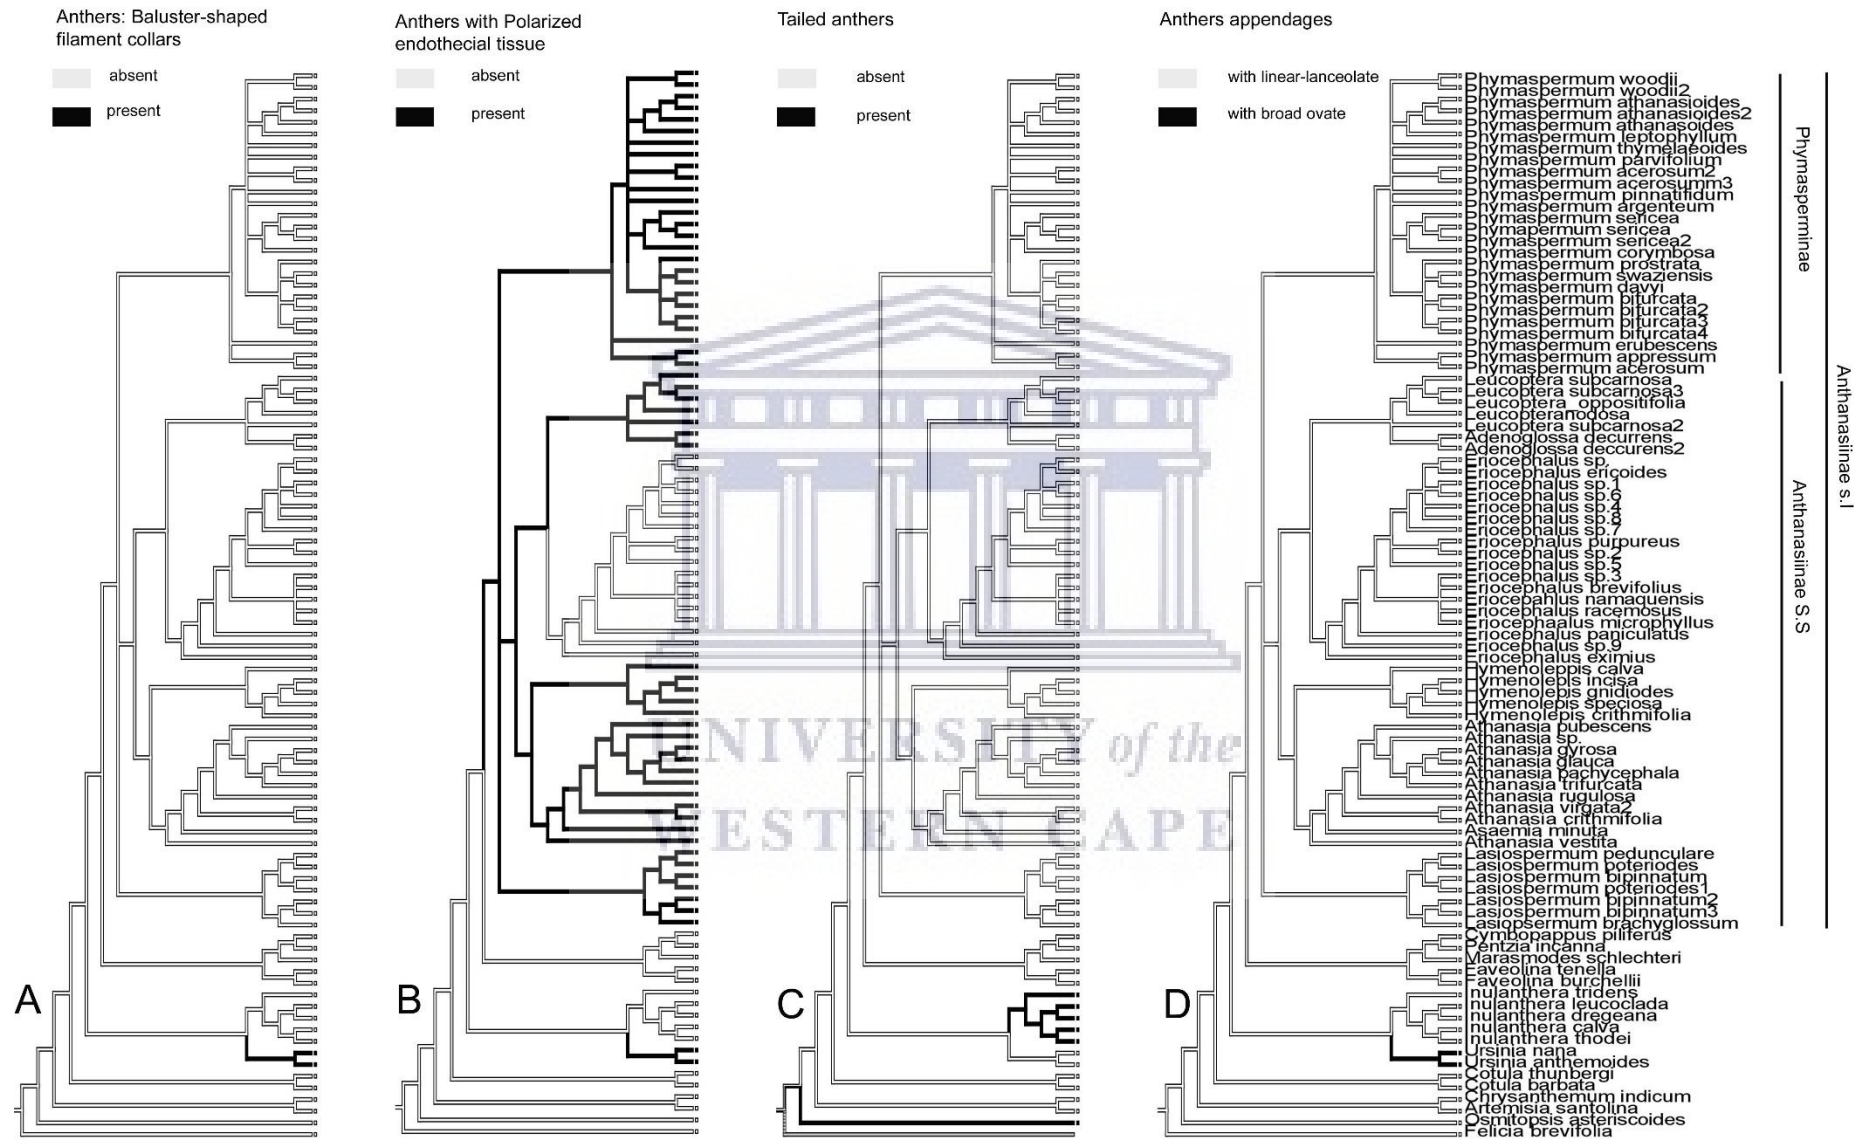 Anthers: Baluster-shaped
filament collars
absent
present
Anthers with Polarized
endothecial tissue
absent
present
Tailed anthers
absent
present
Anthers appendages
with linear-lanceolate
with broad ovate
Phymaspermum woodii
Phymaspermum woodii2
Phymaspermum athanasioides
Phymaspermum athanasioides2
Phymaspermum athanasoides
Phymaspermum leptophyllum
Phymaspermum thymelaeoides
Phymaspermum parvifolium
Phymaspermum acerosum2
Phymaspermum acerosumm3
Phymaspermum pinnatifidum
Phymaspermum argenteum
Phymaspermum sericea
Phymapermum sericea
Phymaspermum sericea2
Phymaspermum corymbosa
Phymaspermum prostrata
Phymaspermum swaziensis
Phymaspermum davyi
Phymaspermum bifurcata
Phymaspermum bifurcata2
Phymaspermum bifurcata3
Phymaspermum bifurcata4
Phymaspermum erubescens
Phymaspermum appressum
Phymaspermum acerosum
Leucoptera subcarnosa
Leucoptera subcarnosa3
Leucoptera_oppositifolia
Leucopteranodosa
Leucoptera subcarnosa2
Adenoglossa decurrens
Adenoglossa deccurens2
Eriocephalus sp.
Eriocephalus ericoides
Eriocephalus sp.1
Eriocephalus sp.6
Eriocephalus sp.4
Eriocephalus sp.8
Eriocephalus sp.7
Eriocephalus purpureus
Eriocephalus sp.2
Eriocephalus sp.5
Eriocephalus sp.3
Eriocephalus brevifolius
Eriocepahlus namaquensis
Eriocephalus racemosus
Eriocephaalus microphyllus
Eriocephalus paniculatus
Eriocephalus sp.9
Eriocephalus eximius
Hymenoleppis calva
Hymenolepis incisa
Hymenolepis gnidiodes
Hymenolepis speciosa
Hymenolepis crithmifolia
Athanasia pubescens
Athanasia sp.
Athanasia gyrosa
Athanasia glauca
Athanasia pachycephala
Athanasia trifurcata
Athanasia rugulosa
Athanasia virgata2
Athanasia crithmifolia
Asaemia minuta
Athanasia vestita
Lasiospermum pedunculare
Lasiospermum poteriodes
Lasiospermum bipinnatum
Lasiospermum poteriodes1
Lasiospermum bipinnatum2
Lasiospermum bipinnatum3
Lasiopsermum brachyglossum
Cymbopappus piliferus
Pentzia incanna
Marasmodes schlechteri
Faveolina tenella
Faveolina burchellii
Inulanthera tridens
Inulanthera leucoclada
Inulanthera dregeana
Inulanthera calva
Inulanthera thodei
Ursinia nana
Ursinia anthemoides
Cotula thunbergi
Cotula barbata
Chrysanthemum indicum
Artemisia santolina
Osmitopsis asteriscoides
Felicia brevifolia
Phymasperminae
Anthanasiinae S.S
Anthanasiinae s.l
A
B
C
D
UNIVERSITY of the
WESTERN CAPE